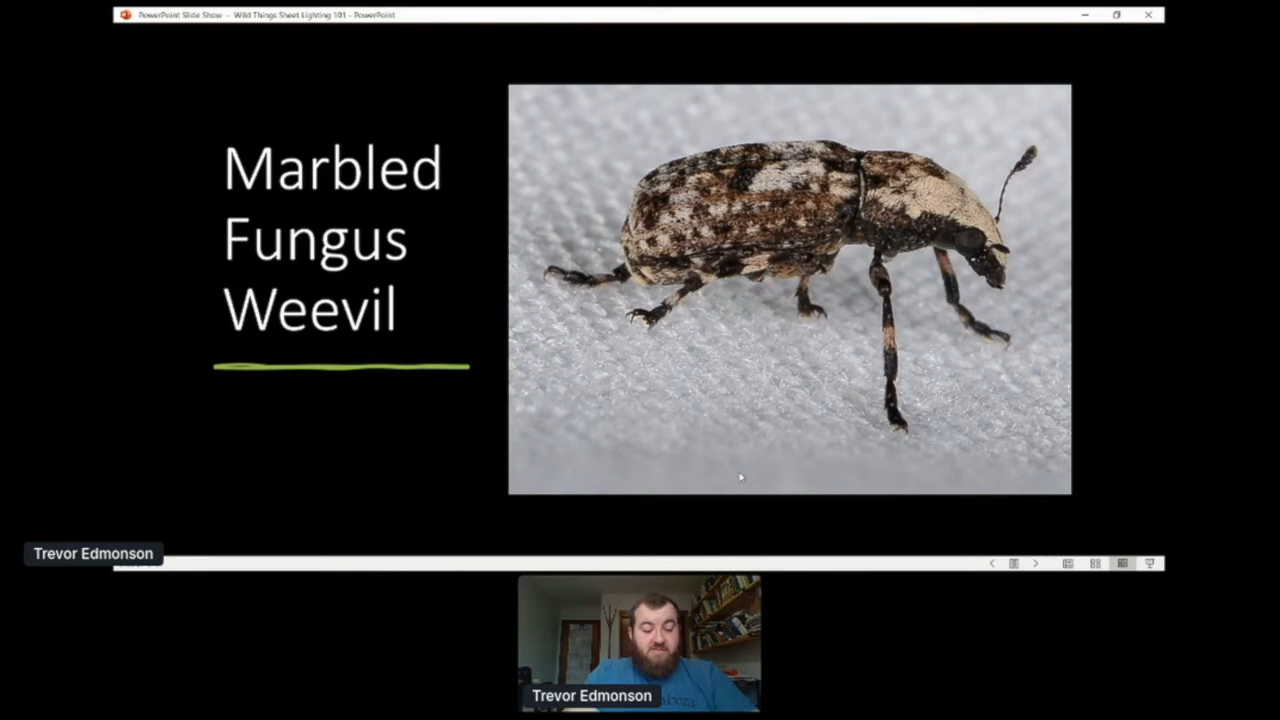 PowerPoint Slide Show - Wild Things Sheet Lighting 101 - PowerPoint
Marbled
Fungus
Weevil
Trevor Edmonson
Trevor Edmonson